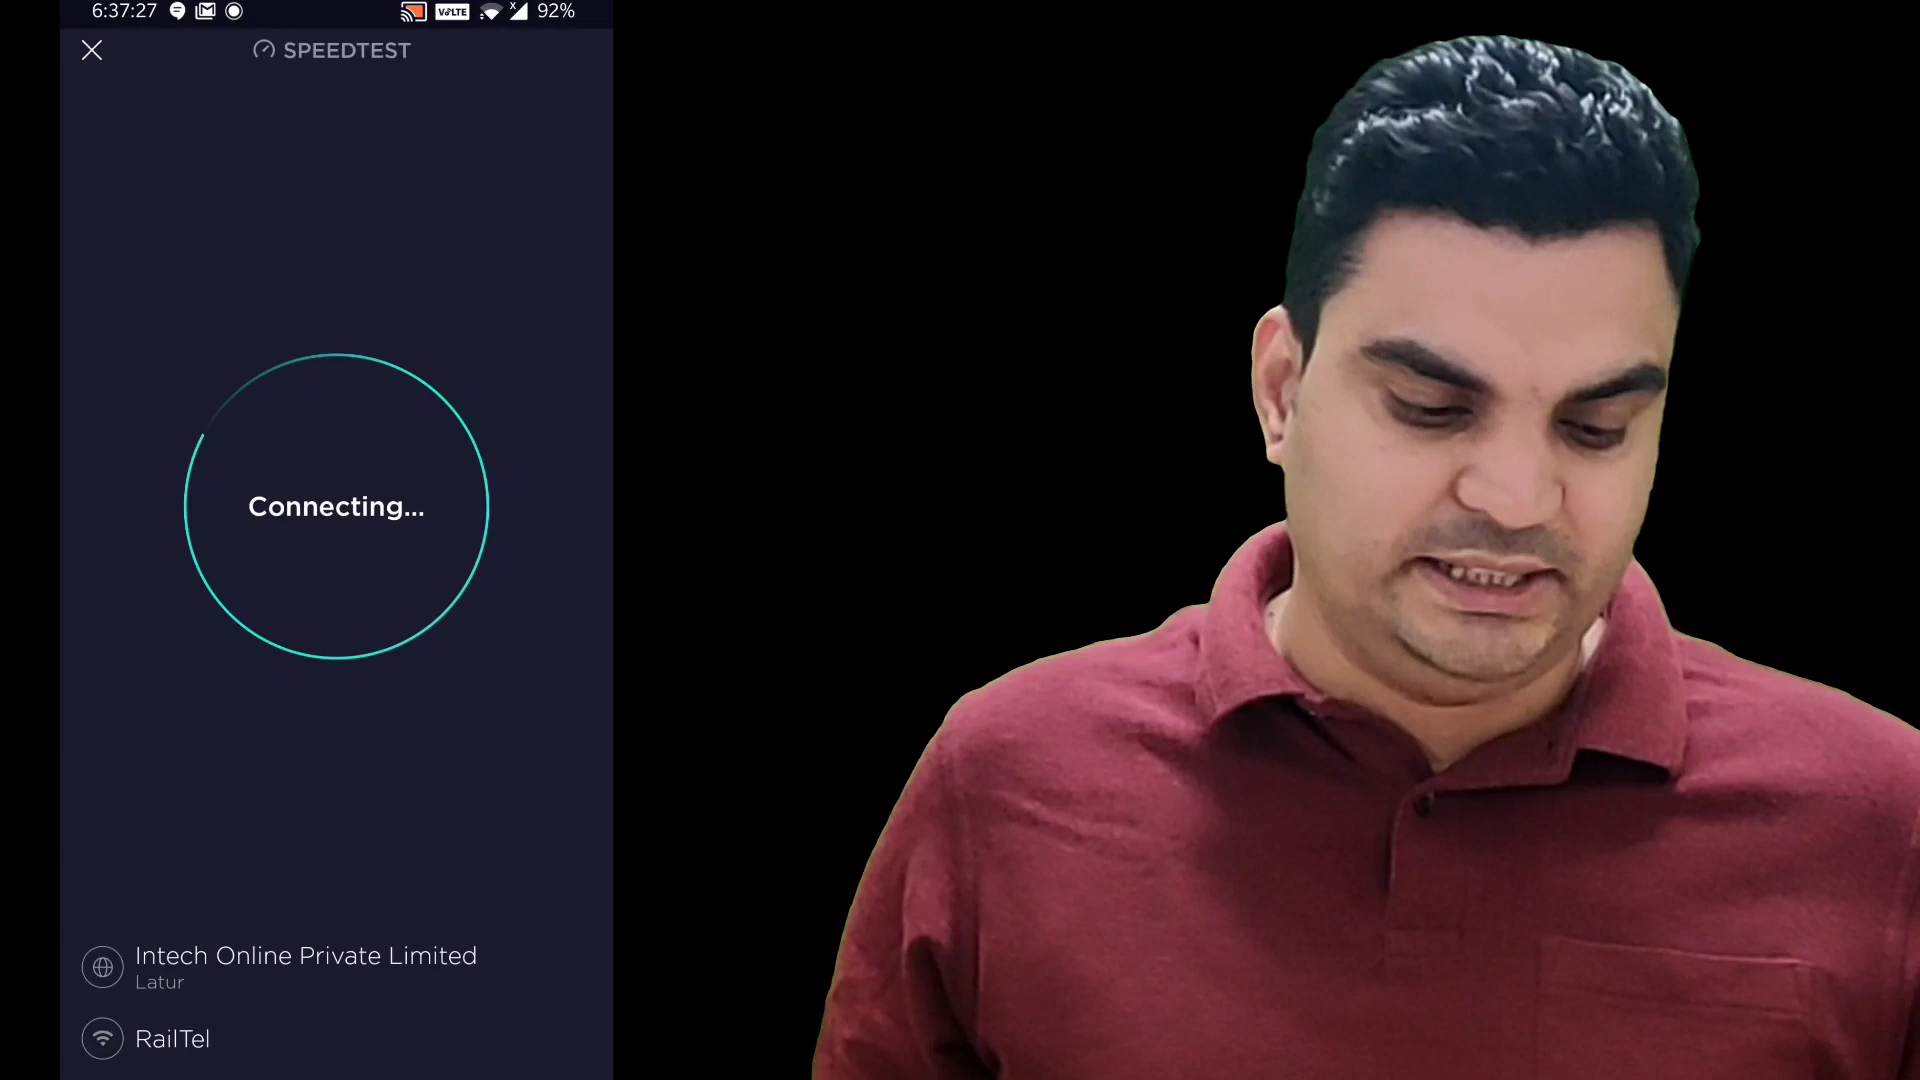 6:37:27 VoLTE X 92%
SPEEDTEST
Connecting...
Intech Online Private Limited
Latur
RailTel